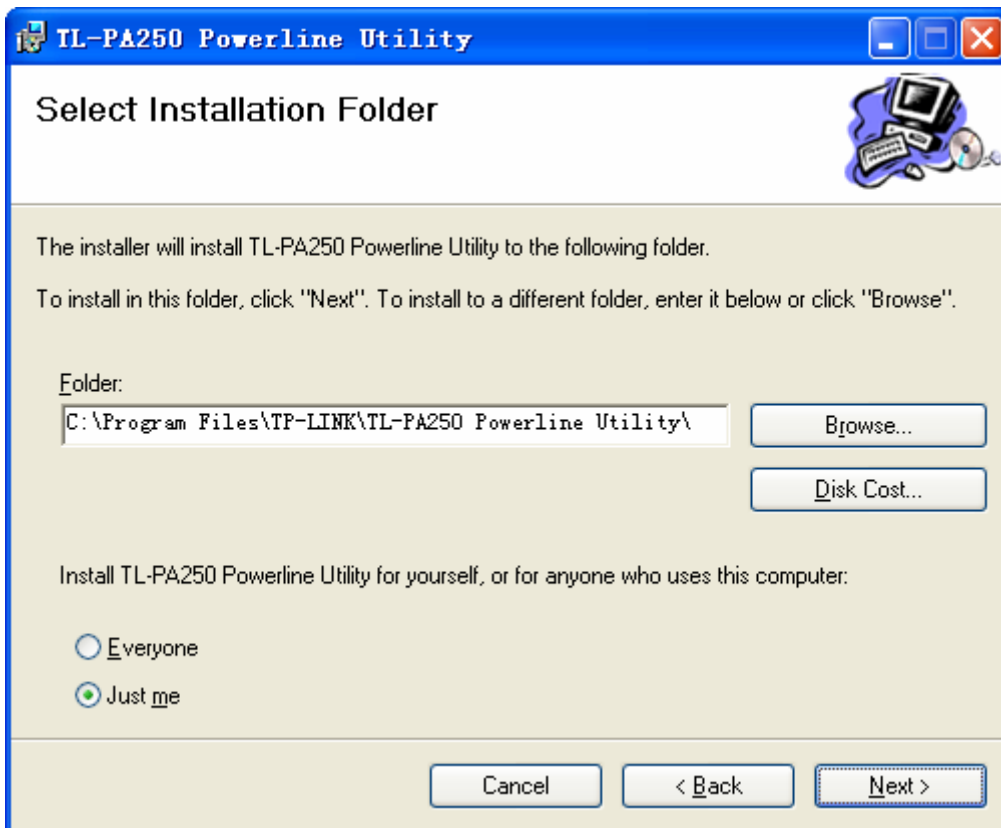 TL-PA250 Powerline Utility
Select Installation Folder
The installer will install TL-PA250 Powerline Utility to the following folder.
To install in this folder, click "Next". To install to a different folder, enter it below or click "Browse".
Folder:
C:\Program Files\TP-LINK\TL-PA250 Powerline Utility\
Browse...
Disk Cost...
Install TL-PA250 Powerline Utility for yourself, or for anyone who uses this computer:
Everyone
Just me
Cancel
< Back
Next >